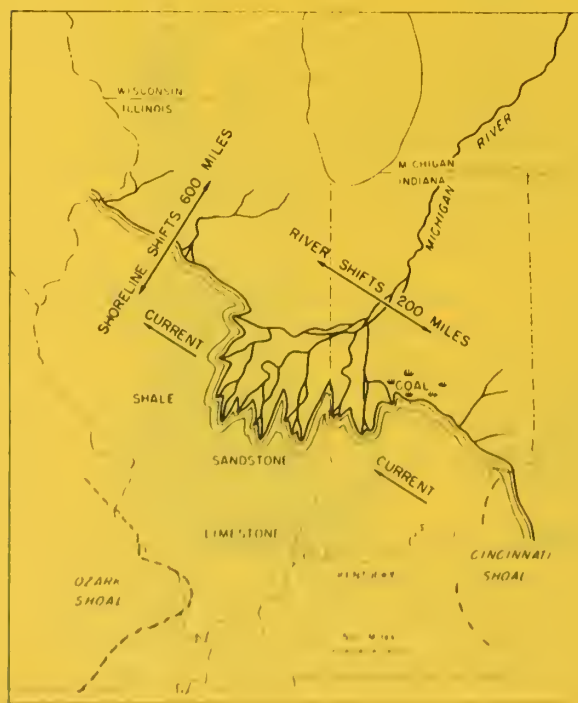 WISCONSIN
ILLINOIS
MICHIGAN
INDIANA
MICHIGAN RIVER
SHORELINE SHIFTS 600 MILES
RIVER SHIFTS 200 MILES
CURRENT
SHALE
COAL
SANDSTONE
CURRENT
LIMESTONE
CINCINNATI
SHOAL
OZARK
SHOAL
KENTUCKY